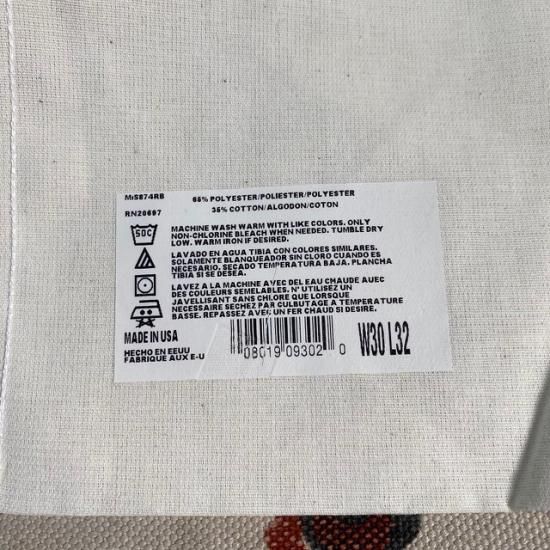 MIS874RB 65% POLYESTER/POLIESTER/POLYESTER
RN20697 35% COTTON/ALGODON/COTON
50C
MACHINE WASH WARM WITH LIKE COLORS. ONLY
NON-CHLORINE BLEACH WHEN NEEDED. TUMBLE DRY
LOW. WARM IRON IF DESIRED.
LAVADO EN AGUA TIBIA CON COLORES SIMILARES.
SOLAMENTE BLANQUEADOR SIN CLORO CUANDO ES
NECESARIO. SECADO TEMPERATURA BAJA. PLANCHA
TIBIA SI SE DESEA.
LAVEZ A LA MACHINE AVEC DEL EAU CHAUDE AUEC
DES COULEURS SEMELABLES. N* UTILISEZ UN
JAVELLISANT SANS CHLORE QUE LORSQUE
NECESSAIRE SECHEZ PAR CULBUTAGE A TEMPERATURE
BASSE. REPASSEZ AVEC UN FER CHAUD SI DESIRE.
MADE IN USA
HECHO EN EEUU
FABRIQUE AUX E-U
08019 09302 0
W30 L32